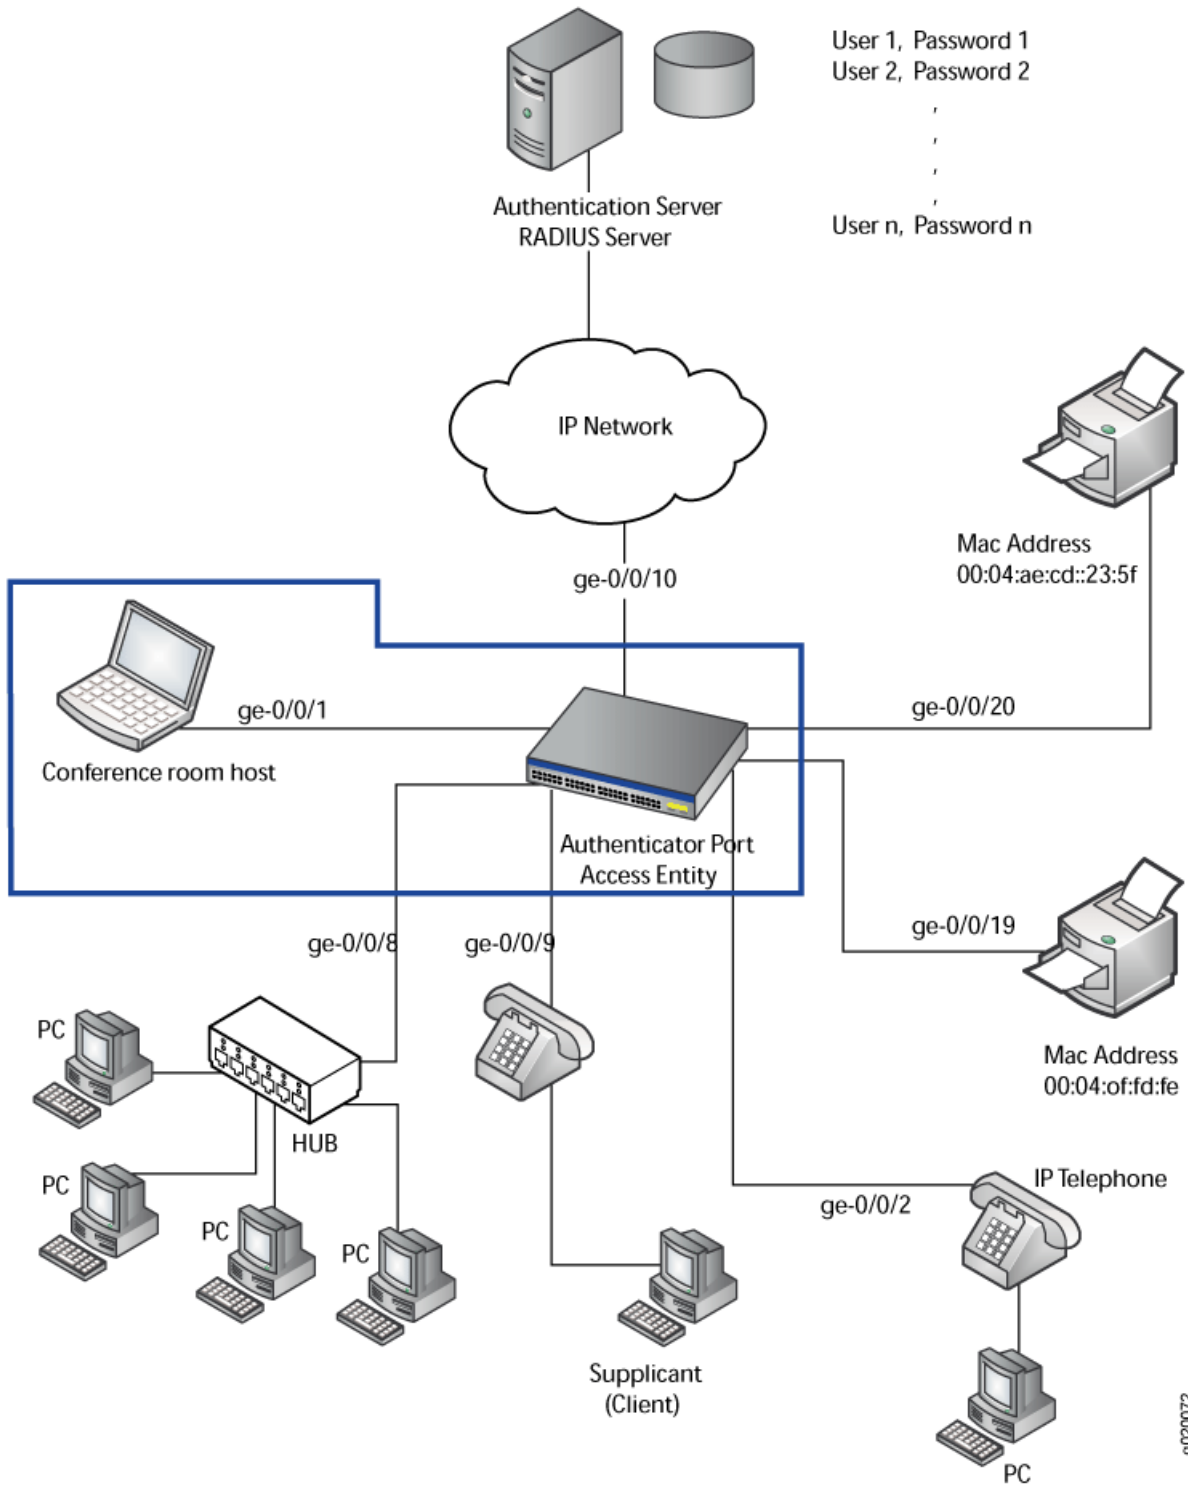 User 1, Password 1
User 2, Password 2
,
,
,
,
User n, Password n
Authentication Server
RADIUS Server
IP Network
Mac Address
00:04:ae:cd::23:5f
ge-0/0/10
ge-0/0/1
ge-0/0/20
Conference room host
Authenticator Port
Access Entity
ge-0/0/8
ge-0/0/9
ge-0/0/19
PC
Mac Address
00:04:of:fd:fe
HUB
PC
IP Telephone
ge-0/0/2
PC
PC
Supplicant
(Client)
PC